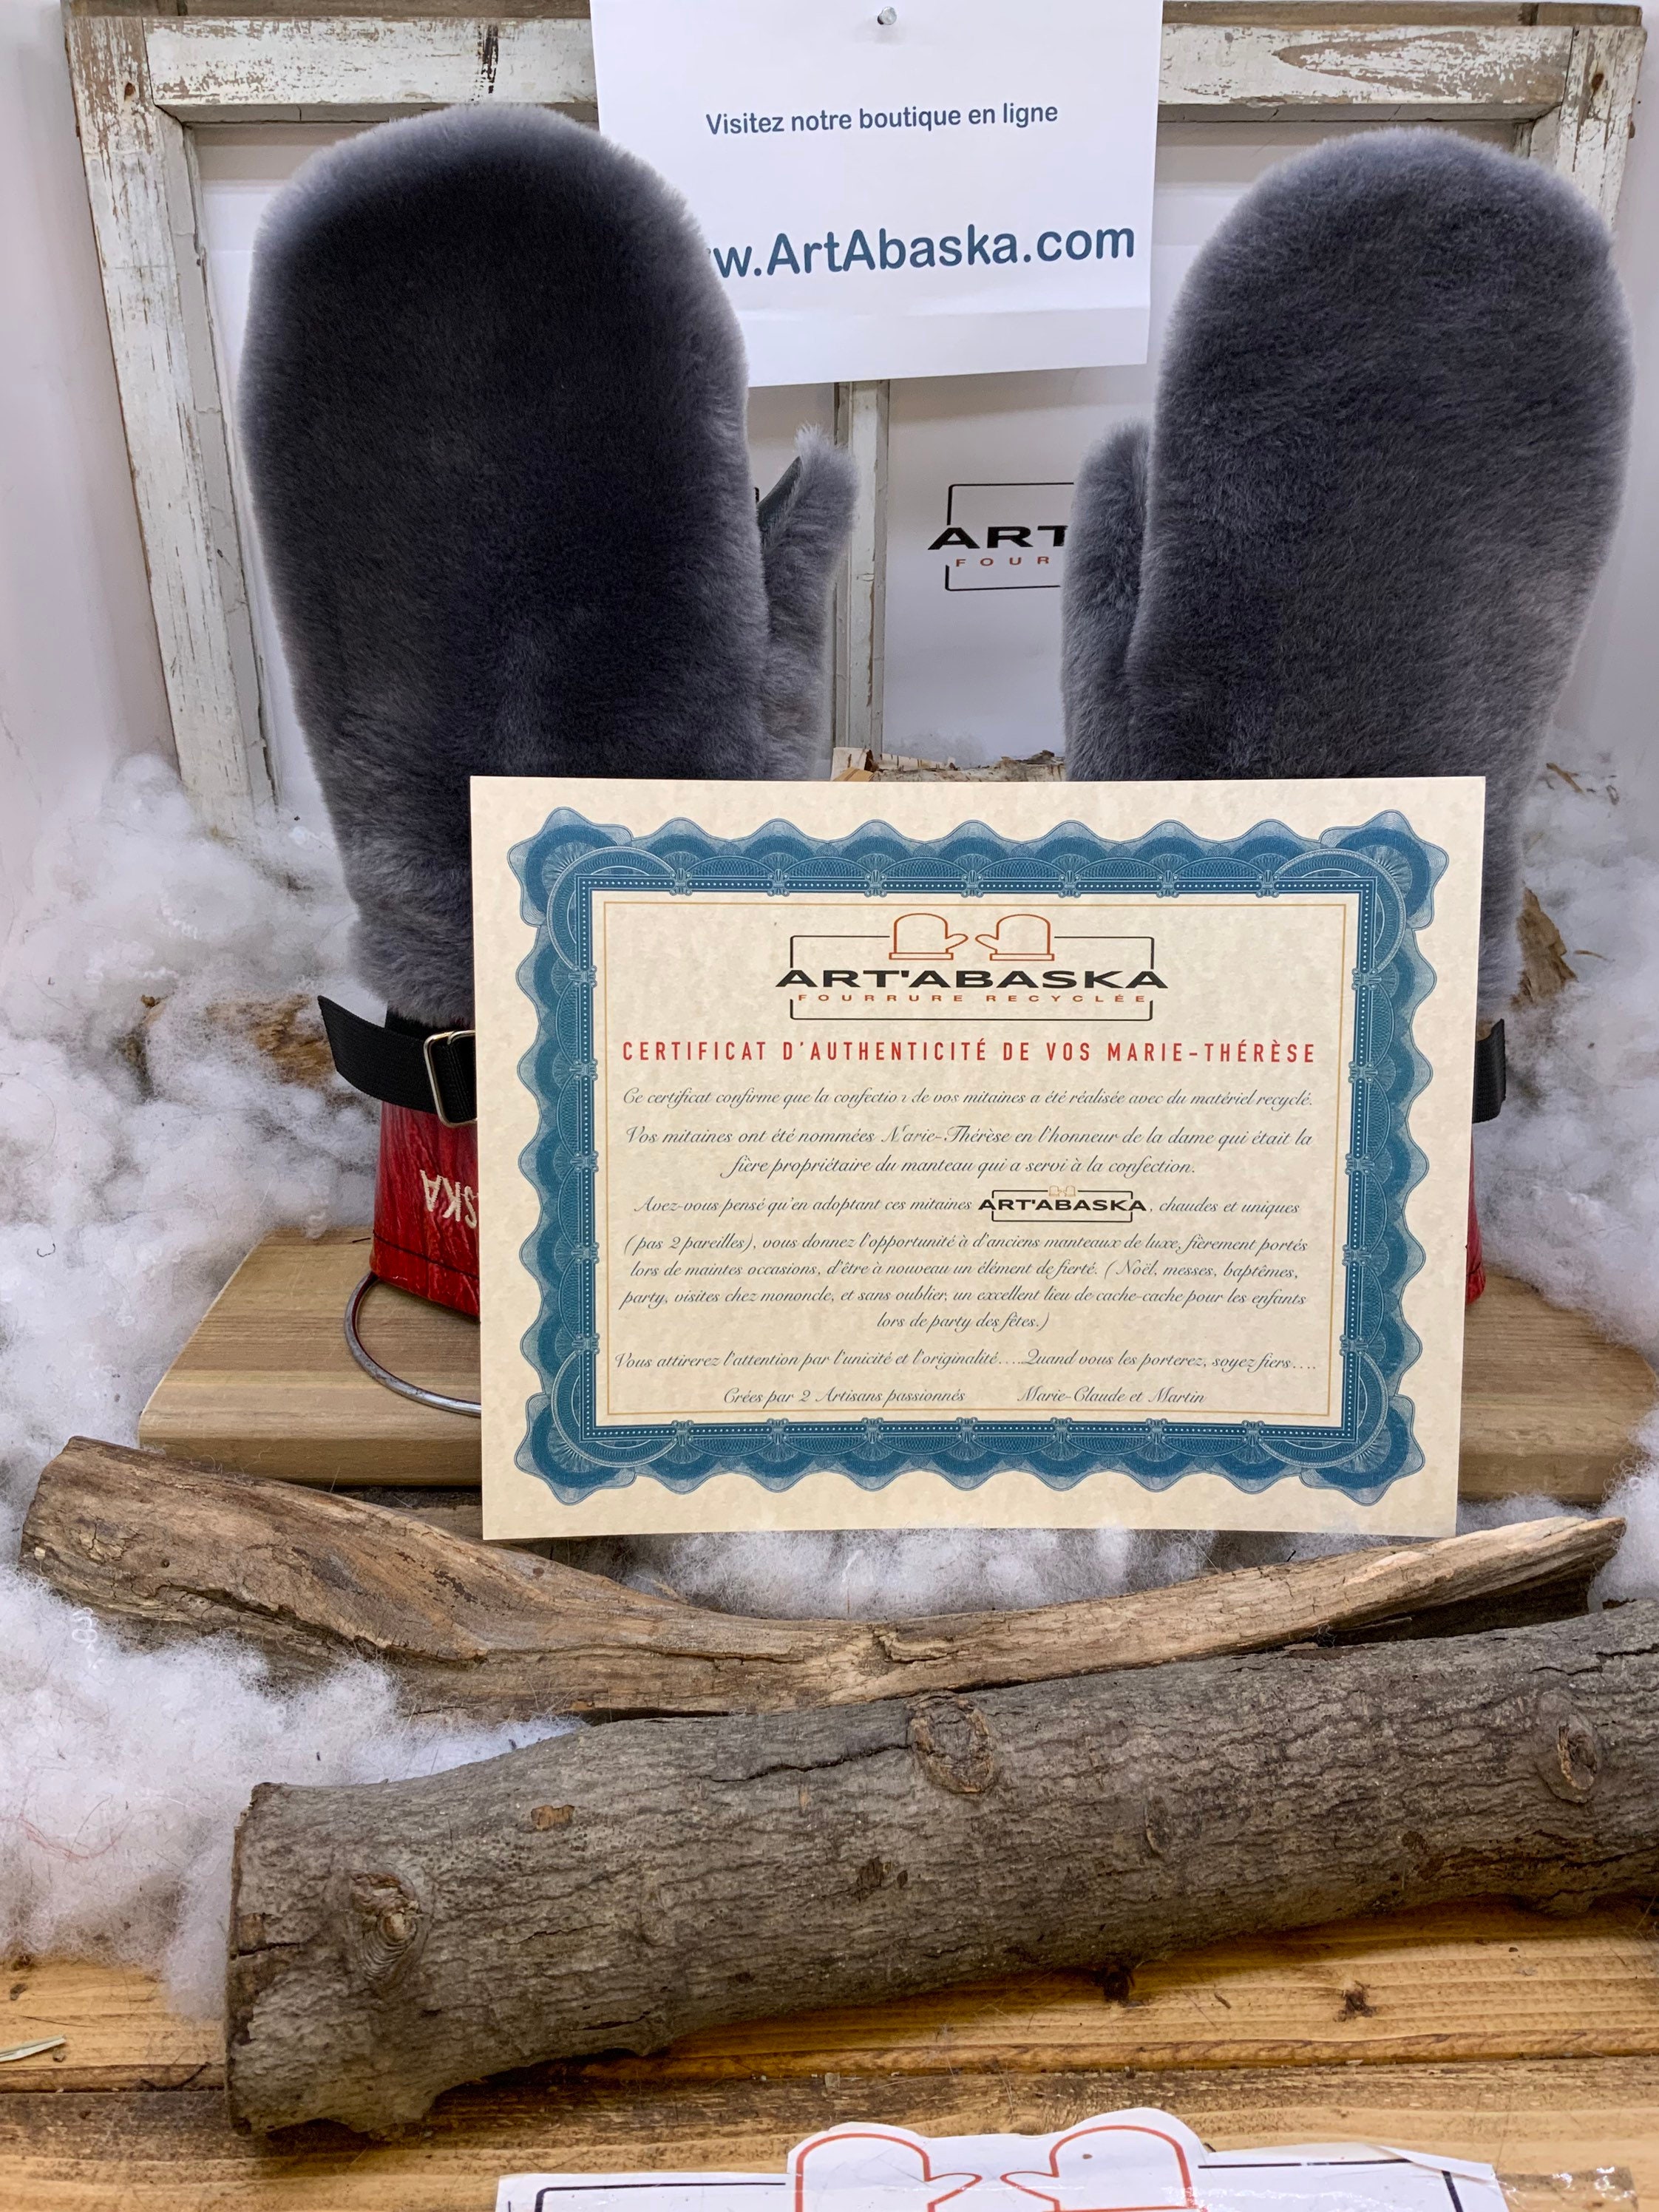 Visitez notre boutique en ligne
w.ArtAbaska.com
ART
FOUR
ART'ABASKA
FOURRURE RECYCLÉE
CERTIFICAT D'AUTHENTICITÉ DE VOS MARIE-THÉRÈSE
Ce certificat confirme que la confection de vos mitaines a été réalisée avec du matériel recyclé.
Vos mitaines ont été nommées Marie-Thérèse en l'honneur de la dame qui était la
fière propriétaire du manteau qui a servi à la confection.
Avez-vous pensé qu'en adoptant ces mitaines ART'ABASKA, chaudes et uniques
(pas 2 pareilles), vous donnez l'opportunité à d'anciens manteaux de luxe, fièrement portés
lors de maintes occasions, d'être à nouveau un élément de fierté. (Noël, messes, baptêmes,
party, visites chez mononcle, et sans oublier, un excellent lieu de cache-cache pour les enfants
lors de party des fêtes.)
Vous attirerez l'attention par l'unicité et l'originalité.....Quand vous les porterez, soyez fiers....
Crées par 2 Artisans passionnés Marie-Claude et Martin
SKA